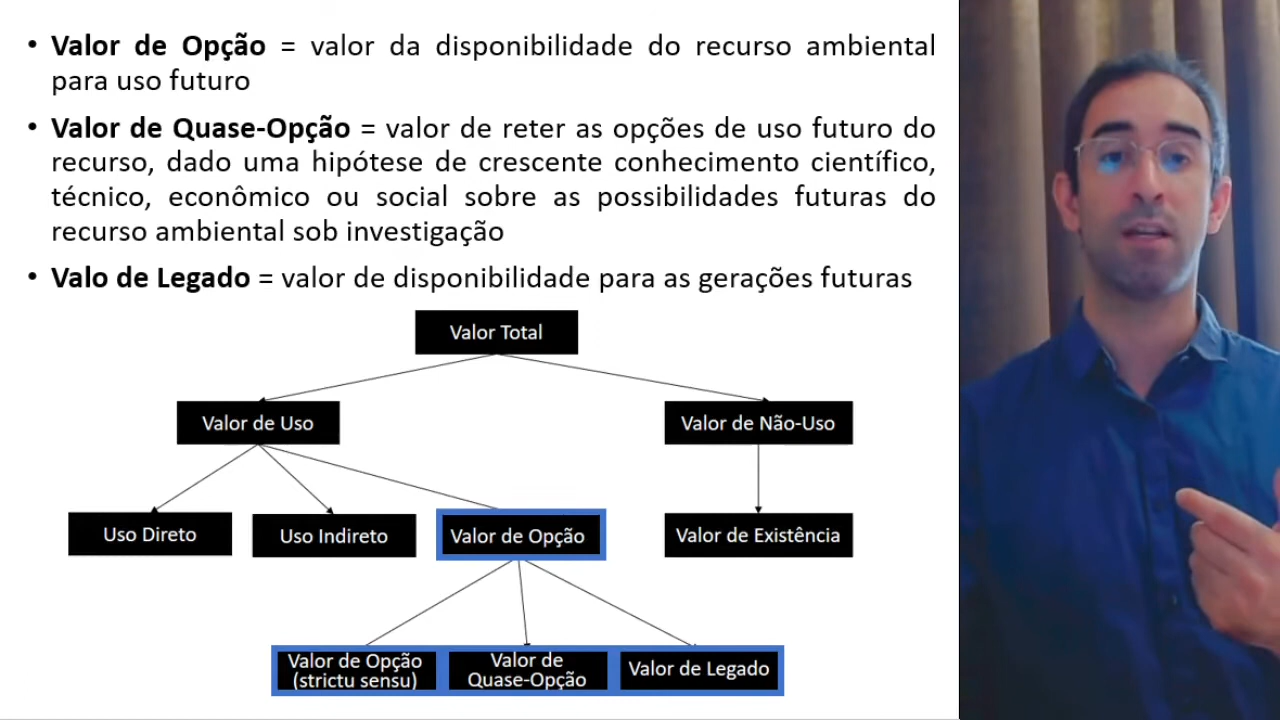 • Valor de Opção = valor da disponibilidade do recurso ambiental
para uso futuro
• Valor de Quase-Opção = valor de reter as opções de uso futuro do
recurso, dado uma hipótese de crescente conhecimento científico,
técnico, econômico ou social sobre as possibilidades futuras do
recurso ambiental sob investigação
• Valo de Legado = valor de disponibilidade para as gerações futuras
Valor Total
Valor de Uso
Valor de Não-Uso
Uso Direto
Uso Indireto
Valor de Opção
Valor de Existência
Valor de Opção
(strictu sensu)
Valor de
Quase-Opção
Valor de Legado